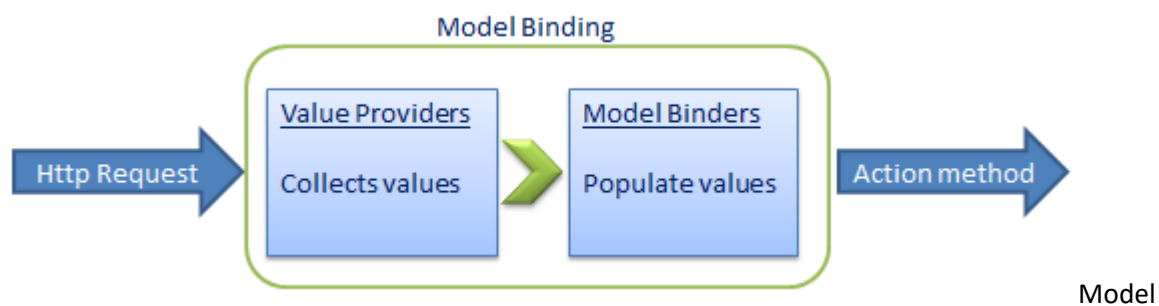 Model Binding
Http Request
Value Providers
Collects values
Model Binders
Populate values
Action method
Model